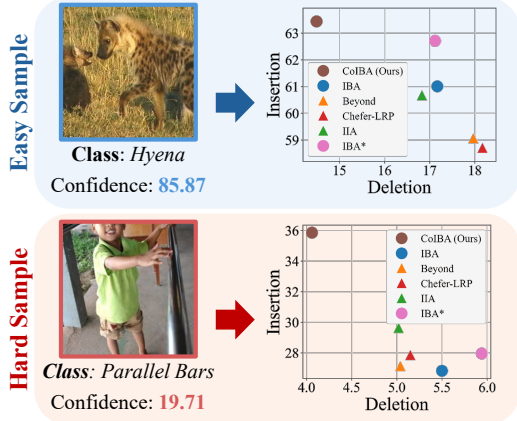 Easy Sample
Class: Hyena
Confidence: 85.87
Insertion
63
62
61
60
59
CoIBA (Ours)
IBA
Beyond
Chefer-LRP
IIA
IBA*
15
16
17
18
Deletion
Hard Sample
Class: Parallel Bars
Confidence: 19.71
Insertion
36
34
32
30
28
CoIBA (Ours)
IBA
Beyond
Chefer-LRP
IIA
IBA*
4.0
4.5
5.0
5.5
6.0
Deletion